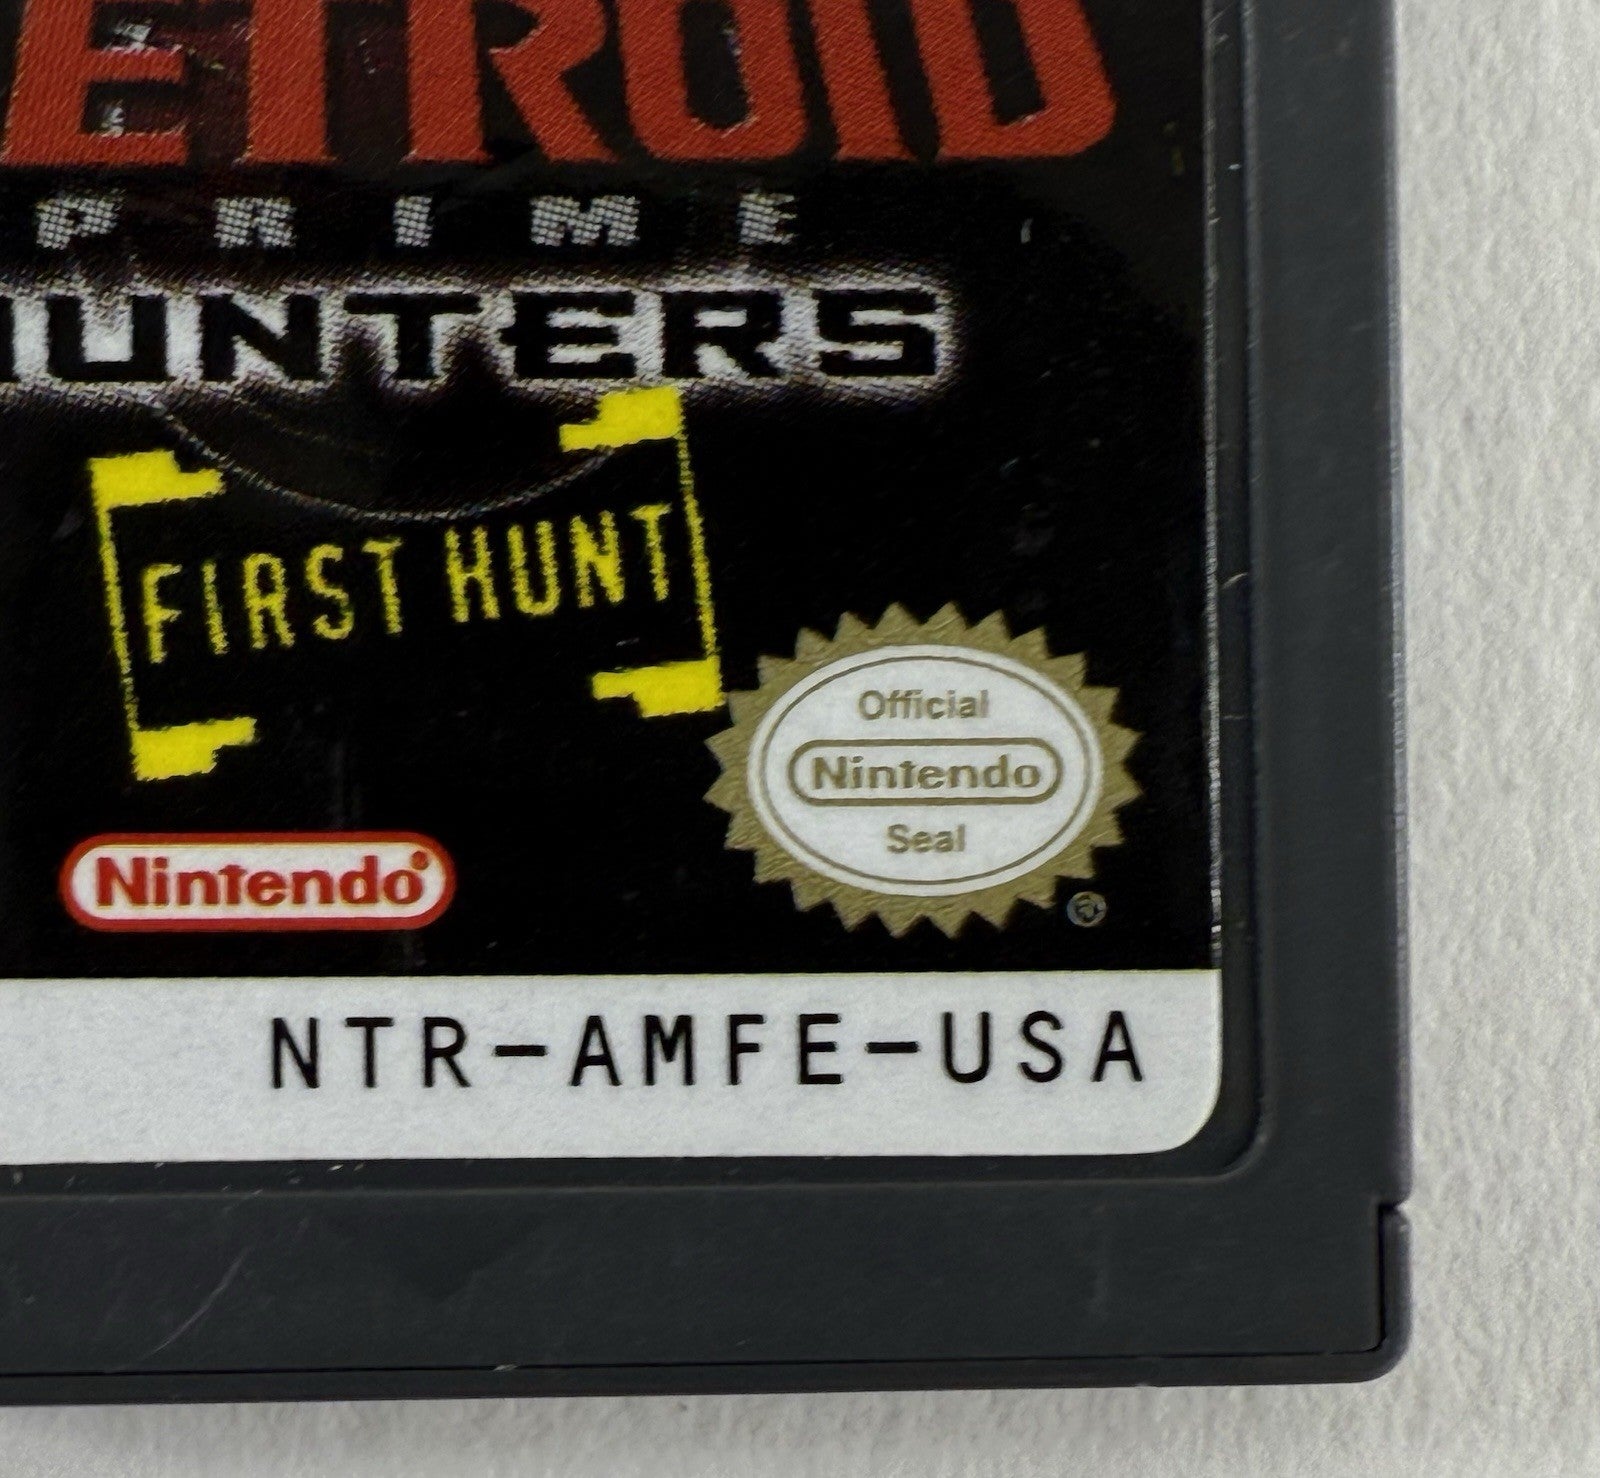 ETROID
PRIME
UNTERS
FIRST HUNT
Official
Nintendo
Seal
Nintendo®
®
NTR-AMFE-USA